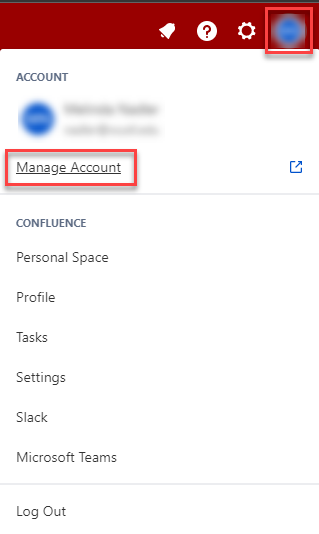 ACCOUNT
Manage Account
CONFLUENCE
Personal Space
Profile
Tasks
Settings
Slack
Microsoft Teams
Log Out